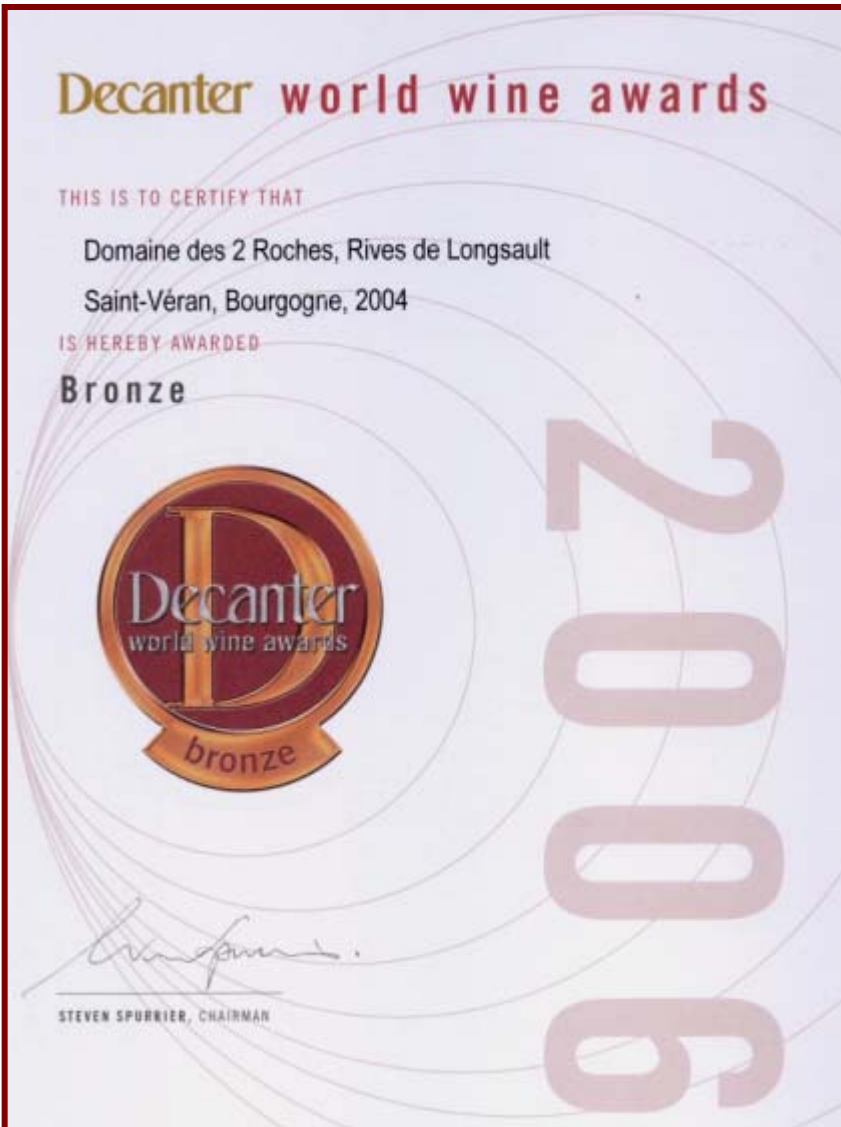 Decanter world wine awards
THIS IS TO CERTIFY THAT
Domaine des 2 Roches, Rives de Longsault
Saint-Véran, Bourgogne, 2004
IS HEREBY AWARDED
Bronze
D
Decanter
world wine awards
bronze
STEVEN SPURRIER, CHAIRMAN
2006